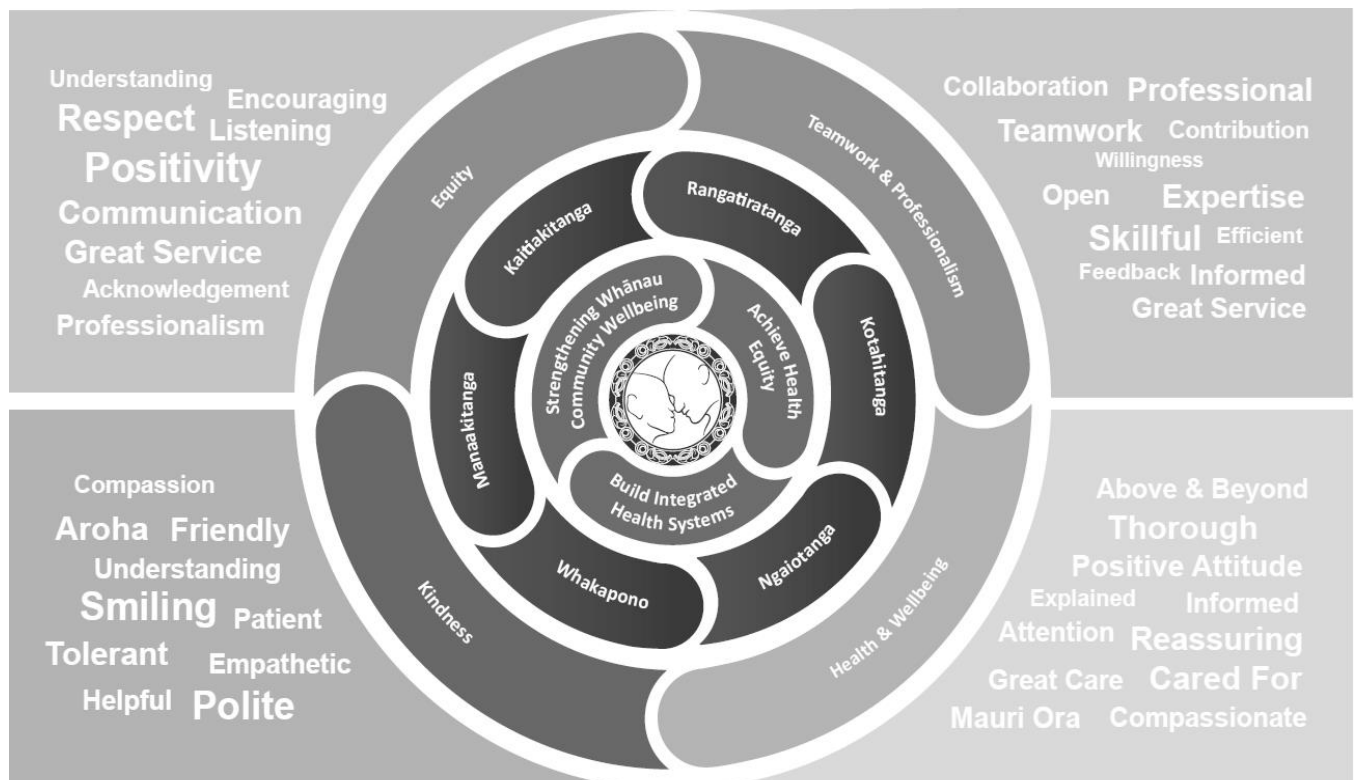 Understanding
Encouraging
Respect
Listening
Positivity
Communication
Great Service
Acknowledgement
Professionalism
Collaboration
Professional
Teamwork
Contribution
Willingness
Open
Expertise
Skillful
Efficient
Feedback
Informed
Great Service
Equity
Teamwork & Professionalism
Kaitiakitanga
Rangatiratanga
Strengthening Whānau
Community Wellbeing
Achieve Health
Equity
Kotahitanga
Manaakitanga
Build Integrated
Health Systems
Whakapono
Ngaiotanga
Kindness
Health & Wellbeing
Compassion
Aroha
Friendly
Understanding
Smiling
Patient
Tolerant
Empathetic
Helpful
Polite
Above & Beyond
Thorough
Positive Attitude
Explained
Informed
Attention
Reassuring
Great Care
Cared For
Mauri Ora
Compassionate